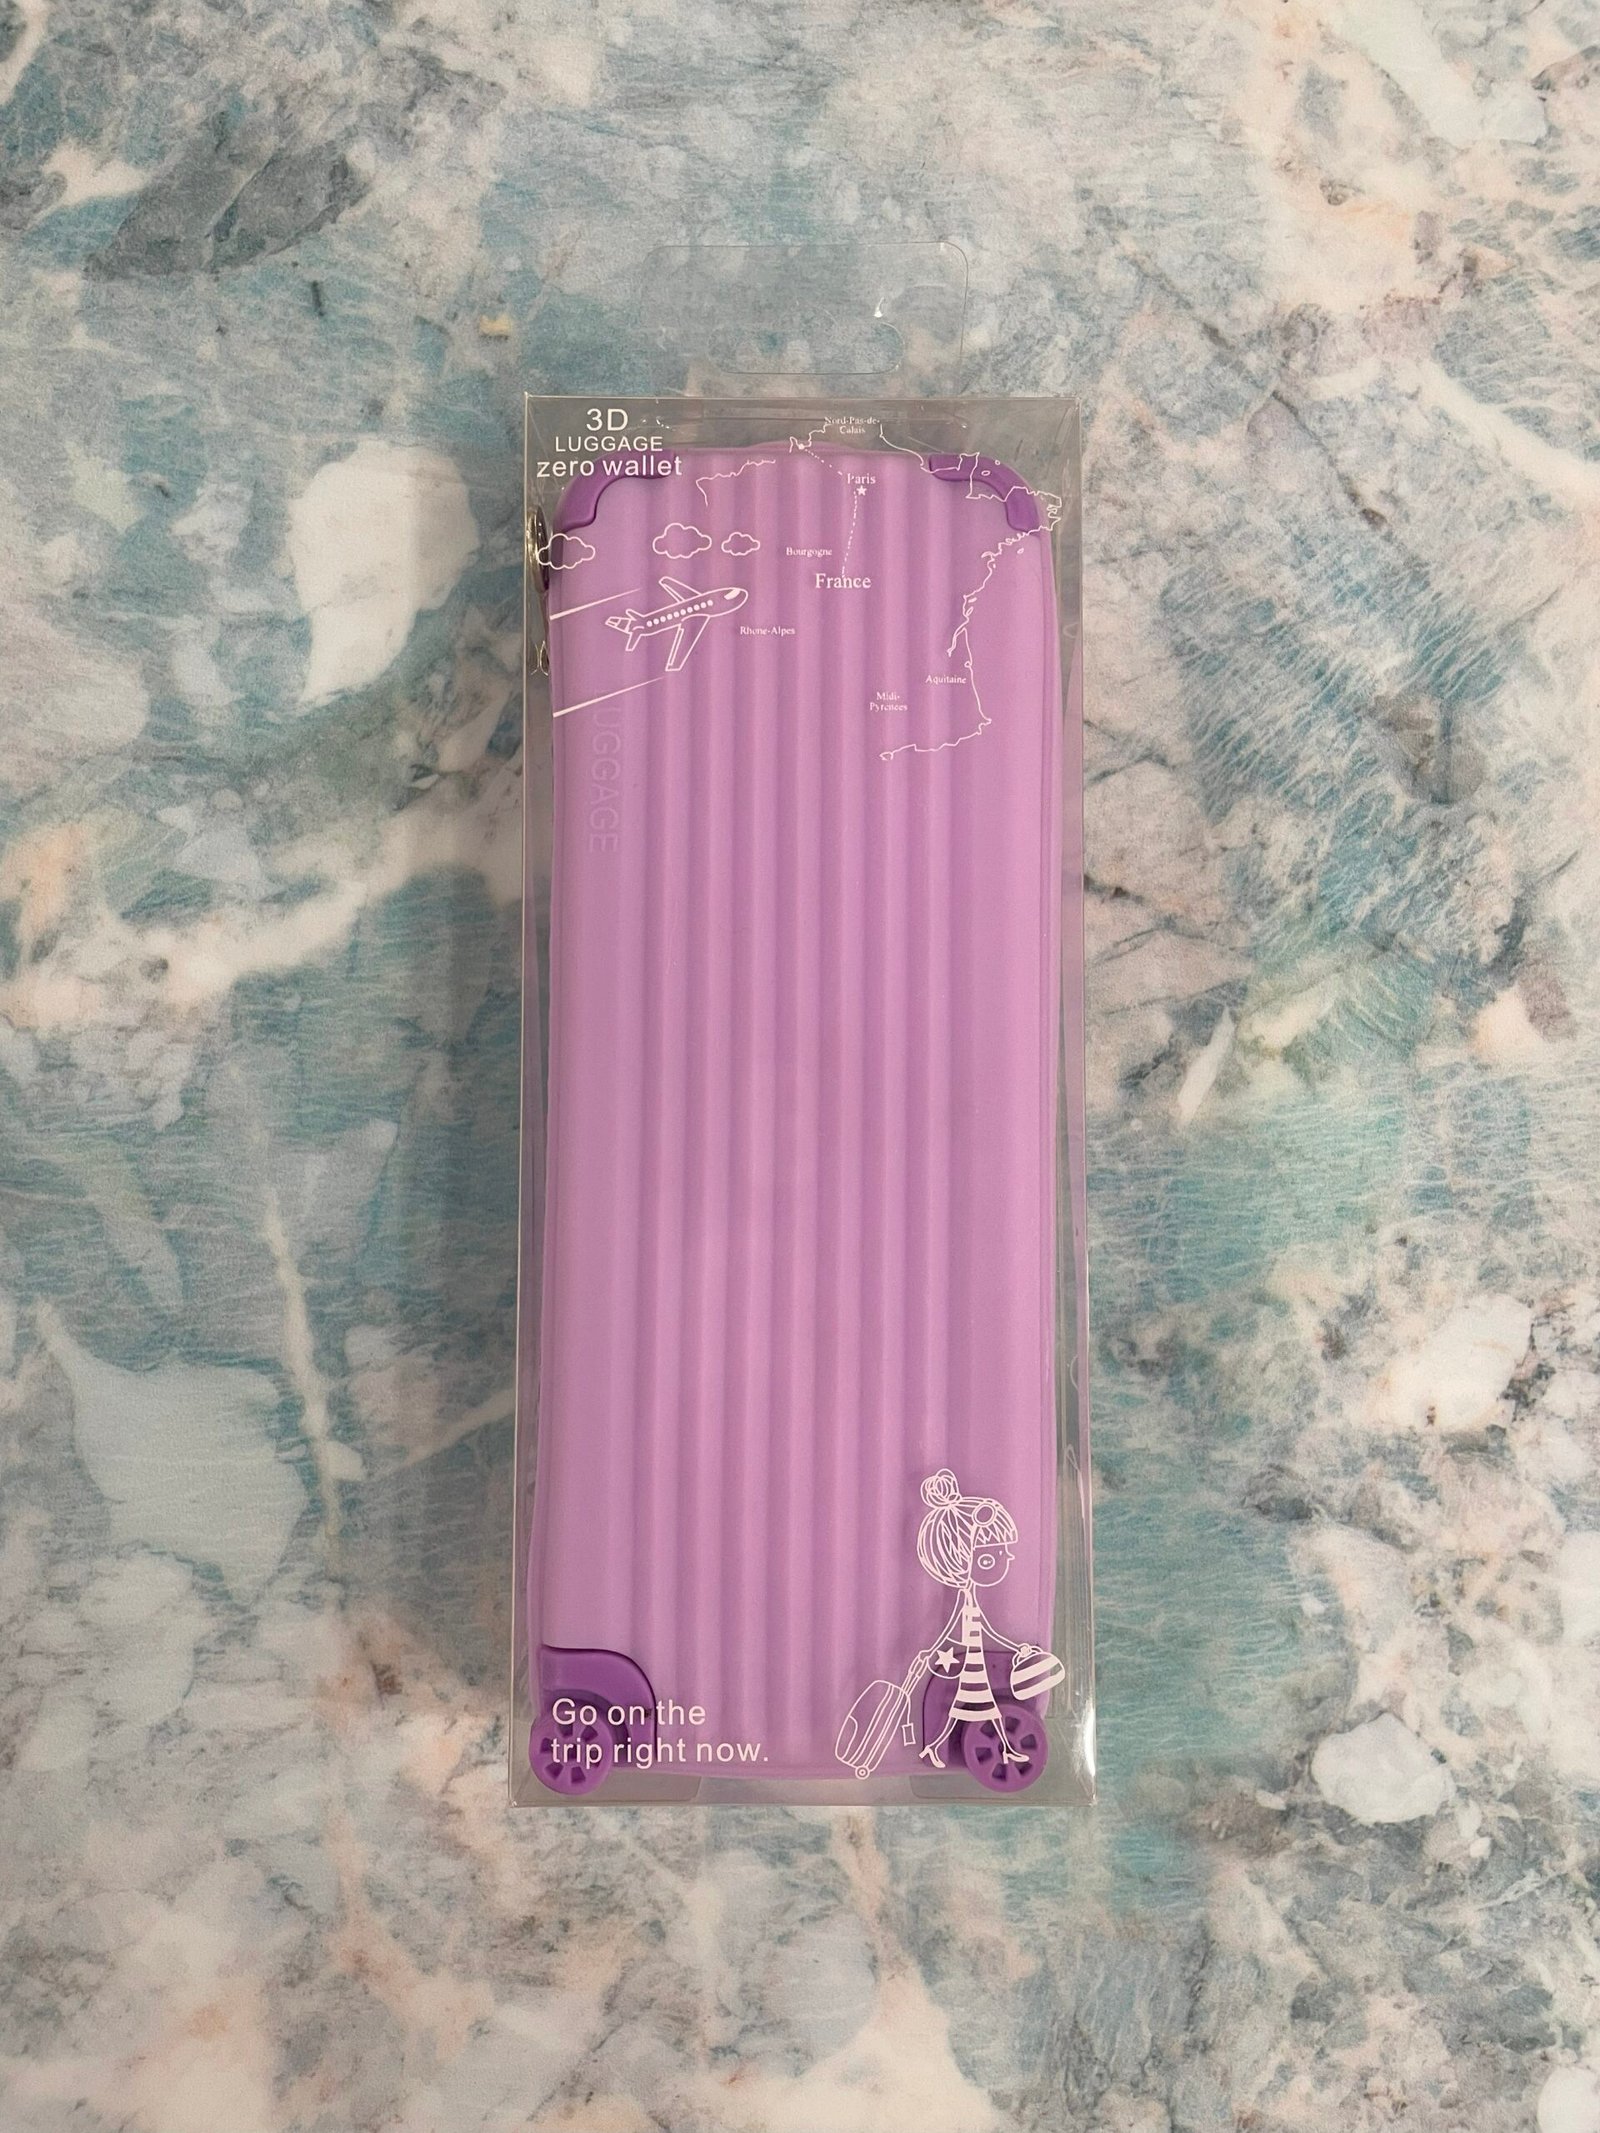 3D
LUGGAGE
zero wallet
Nord-Pas-de-
Calais
Paris
Bourgogne
France
Rhone-Alpes
Aquitaine
Midi-
Pyrenees
Go on the
trip right now.